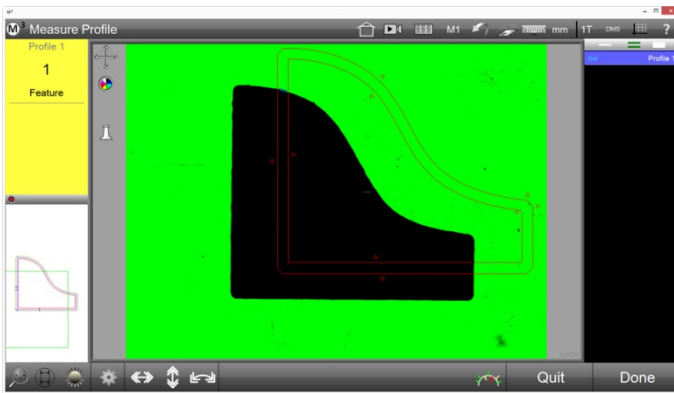 M³ Measure Profile
M1
mm
1T
DMS
?
Profile 1
1
Feature
Profile 1
Quit
Done